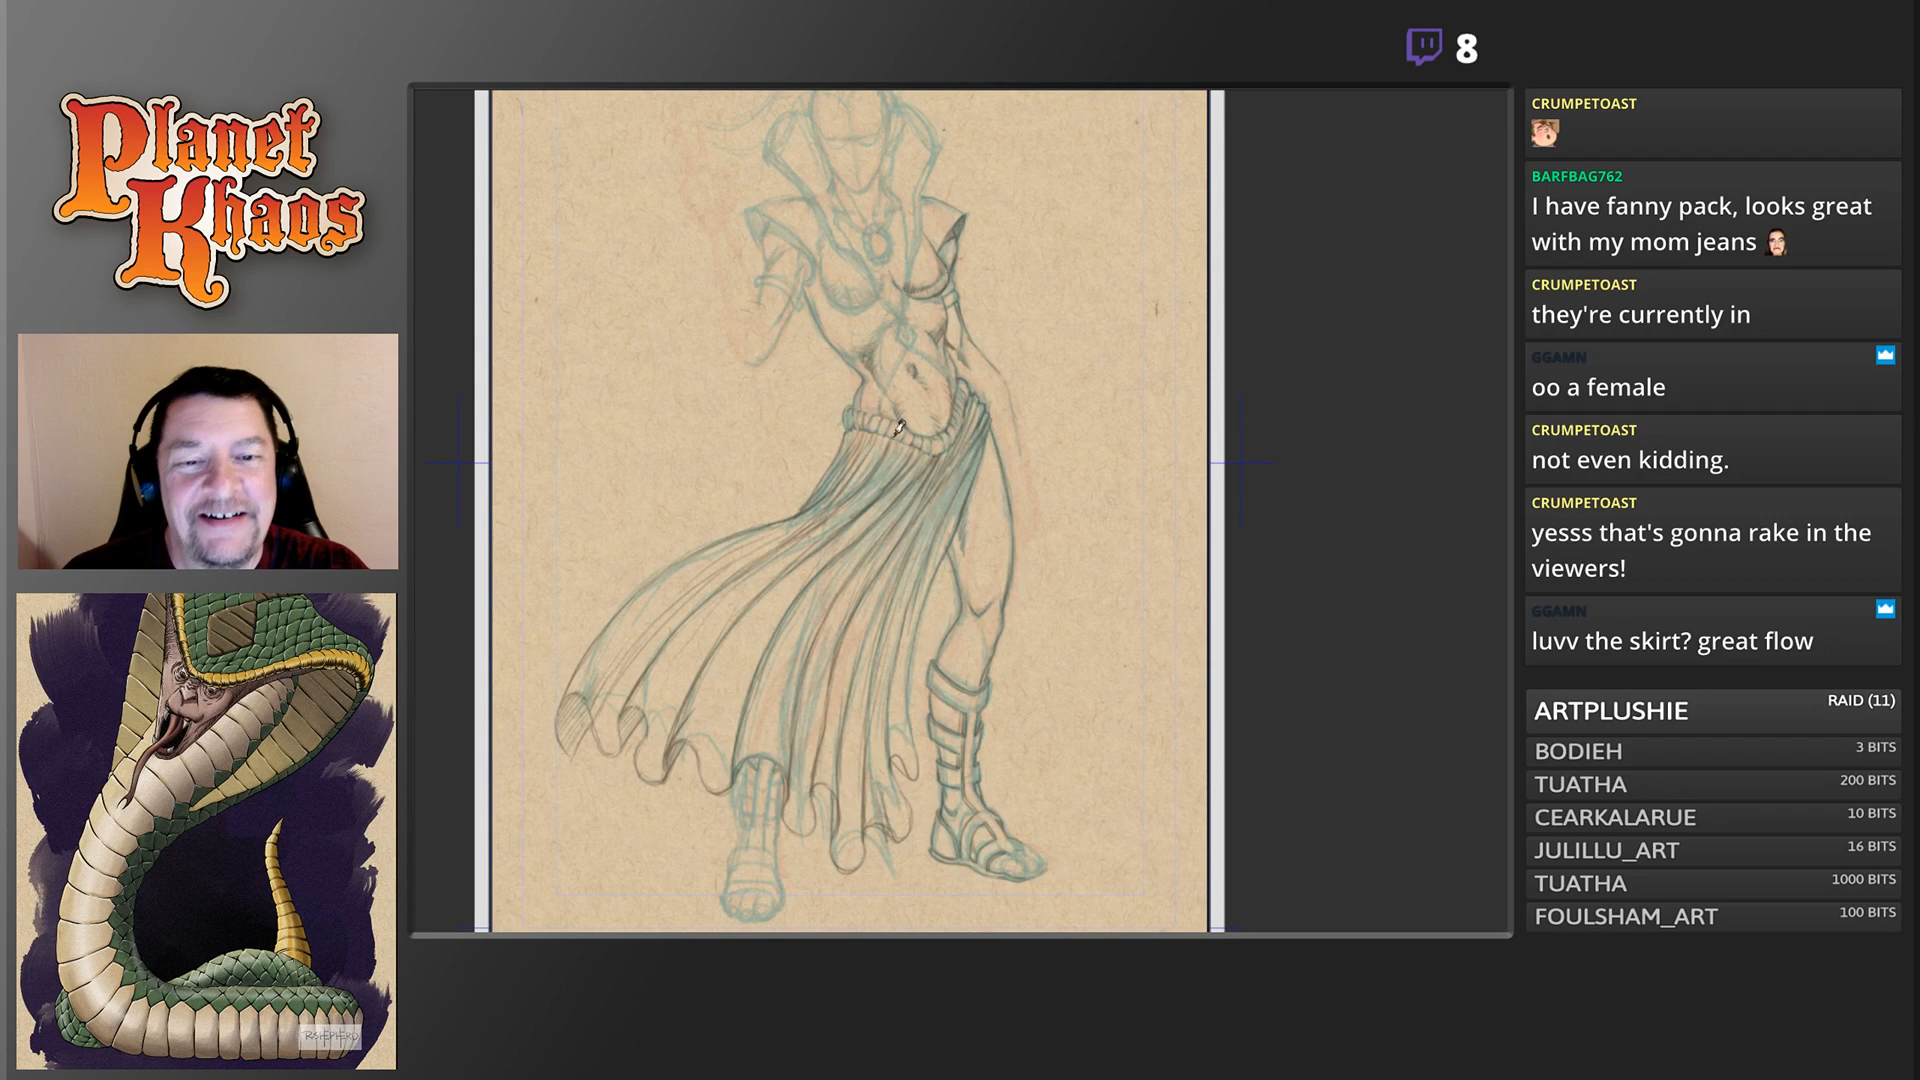 8
Planet
Khaos
CRUMPETOAST
BARFBAG762
I have fanny pack, looks great
with my mom jeans
CRUMPETOAST
they're currently in
GGAMN
oo a female
CRUMPETOAST
not even kidding.
CRUMPETOAST
yesss that's gonna rake in the
viewers!
GGAMN
luvv the skirt? great flow
ARTPLUSHIE RAID (11)
BODIEH 3 BITS
TUATHA 200 BITS
CEARKALARUE 10 BITS
JULILLU_ART 16 BITS
TUATHA 1000 BITS
FOULSHAM_ART 100 BITS